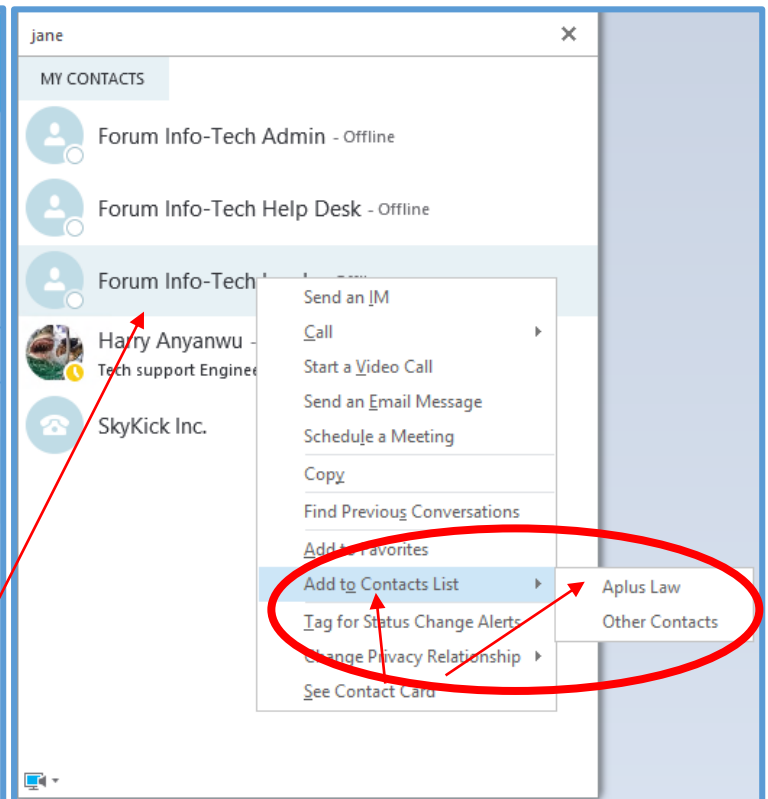 jane
MY CONTACTS
Forum Info-Tech Admin - Offline
Forum Info-Tech Help Desk - Offline
Forum Info-Tech
Harry Anyanwu -
Tech support Enginee
SkyKick Inc.
Send an IM
Call
Start a Video Call
Send an Email Message
Schedule a Meeting
Copy
Find Previous Conversations
Add to Favorites
Add to Contacts List
Aplus Law
Tag for Status Change Alerts
Other Contacts
Change Privacy Relationship
See Contact Card